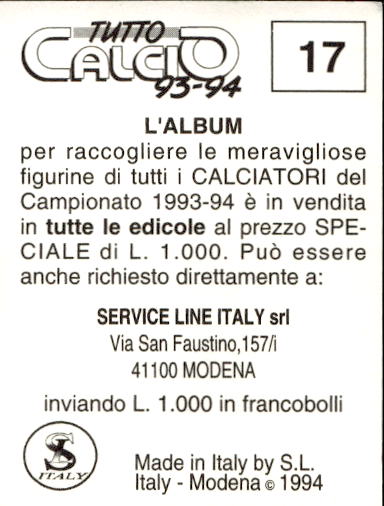 TUTTO
CALCIO
93-94
17
L'ALBUM
per raccogliere le meravigliose
figurine di tutti i CALCIATORI del
Campionato 1993-94 è in vendita
in tutte le edicole al prezzo SPE-
CIALE di L. 1.000. Può essere
anche richiesto direttamente a:
SERVICE LINE ITALY srl
Via San Faustino,157/i
41100 MODENA
inviando L. 1.000 in francobolli
SL
ITALY
Made in Italy by S.L.
Italy - Modena © 1994